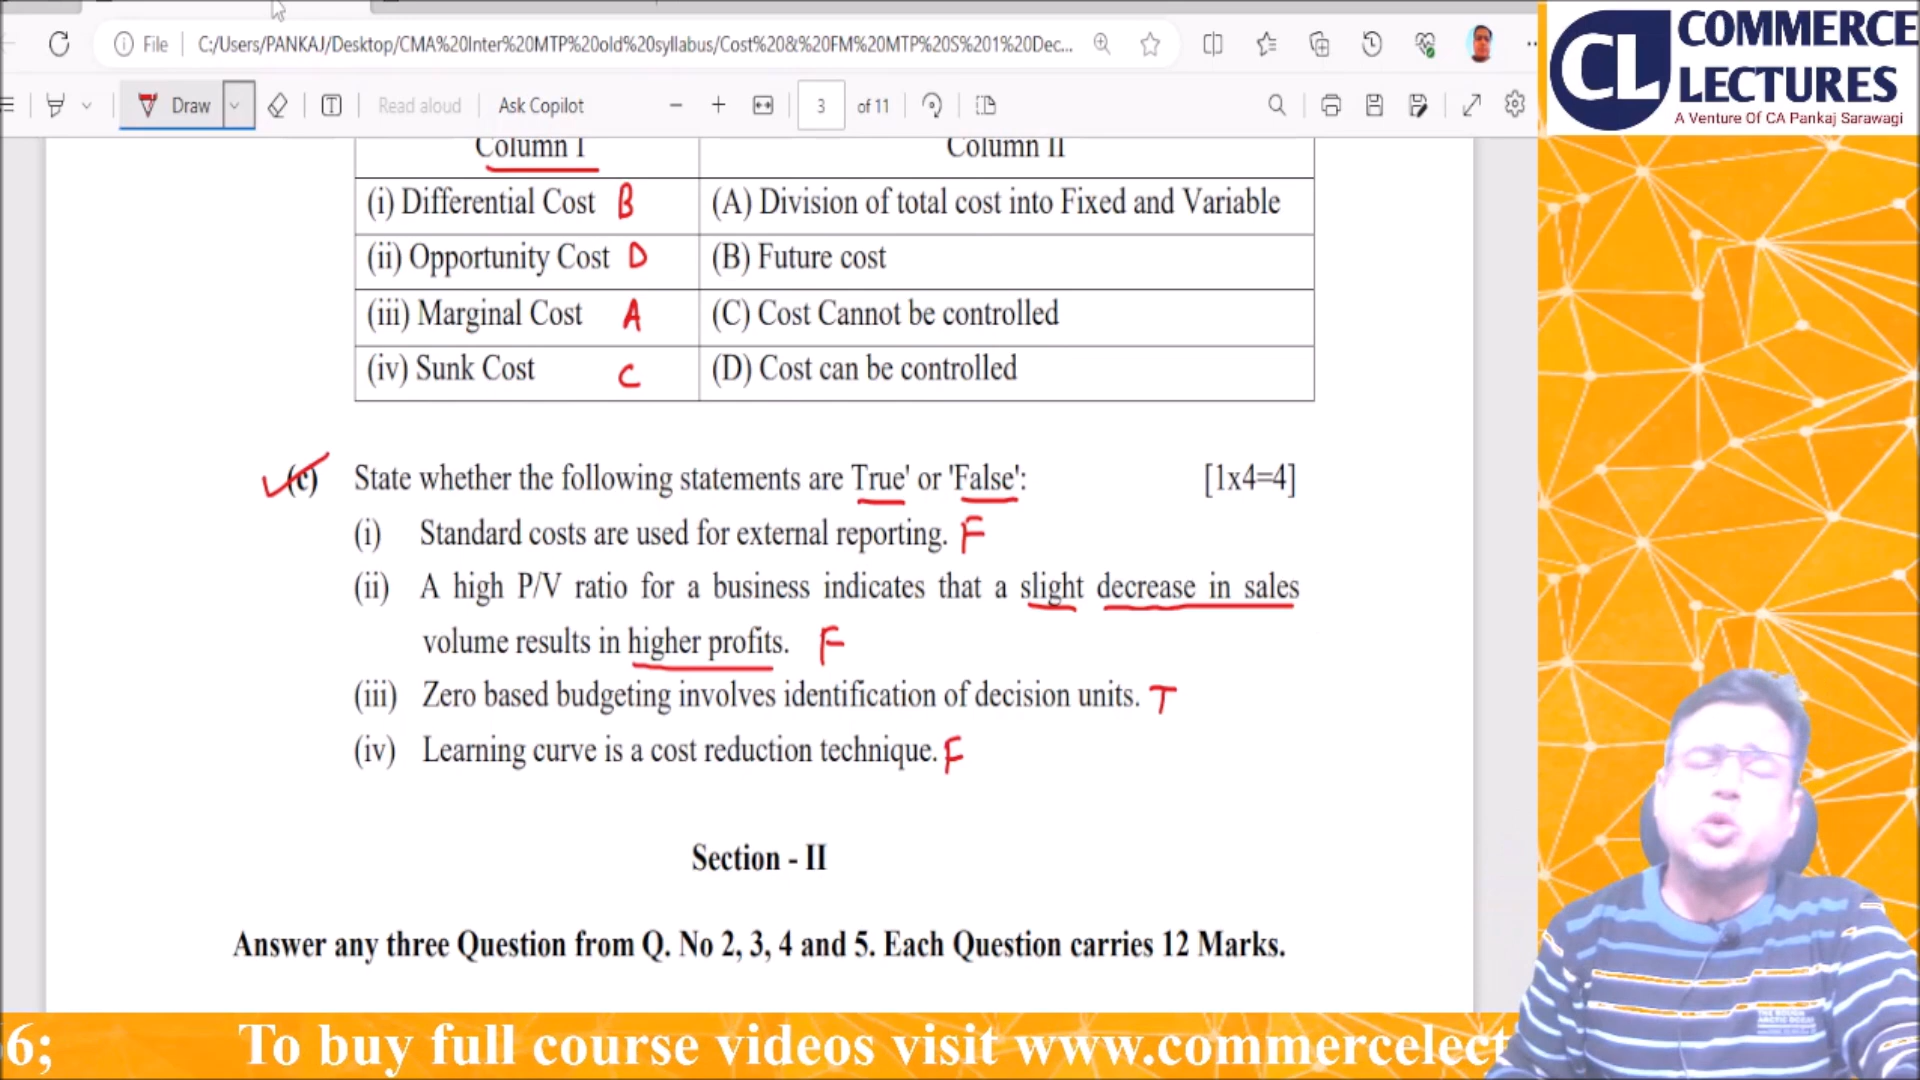 File C:/Users/PANKAJ/Desktop/CMA%20Inter%20MTP%20old%20syllabus/Cost%20&%20FM%20MTP%20S%201%20Dec...
CL COMMERCE
LECTURES
A Venture Of CA Pankaj Sarawagi
Draw Read aloud Ask Copilot 3 of 11
Column I Column II
(i) Differential Cost B (A) Division of total cost into Fixed and Variable
(ii) Opportunity Cost D (B) Future cost
(iii) Marginal Cost A (C) Cost Cannot be controlled
(iv) Sunk Cost C (D) Cost can be controlled
(c) State whether the following statements are True' or 'False': [1x4=4]
(i) Standard costs are used for external reporting. F
(ii) A high P/V ratio for a business indicates that a slight decrease in sales
volume results in higher profits. F
(iii) Zero based budgeting involves identification of decision units. T
(iv) Learning curve is a cost reduction technique. F
Section - II
Answer any three Question from Q. No 2, 3, 4 and 5. Each Question carries 12 Marks.
6; To buy full course videos visit www.commercelect